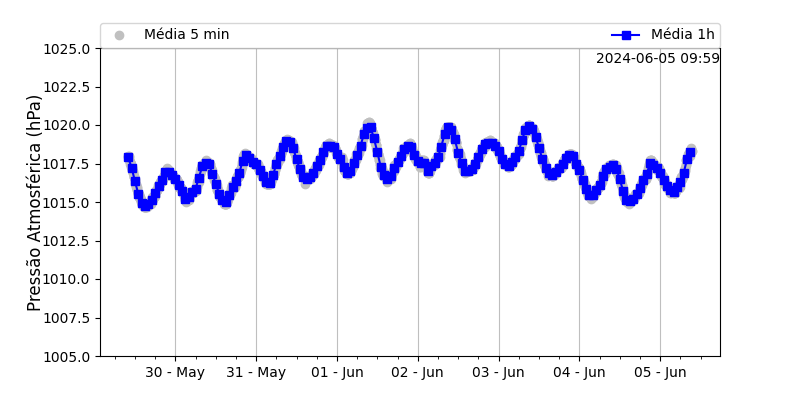 Média 5 min
Média 1h
2024-06-05 09:59
Pressão Atmosférica (hPa)
1025.0
1022.5
1020.0
1017.5
1015.0
1012.5
1010.0
1007.5
1005.0
30 - May
31 - May
01 - Jun
02 - Jun
03 - Jun
04 - Jun
05 - Jun